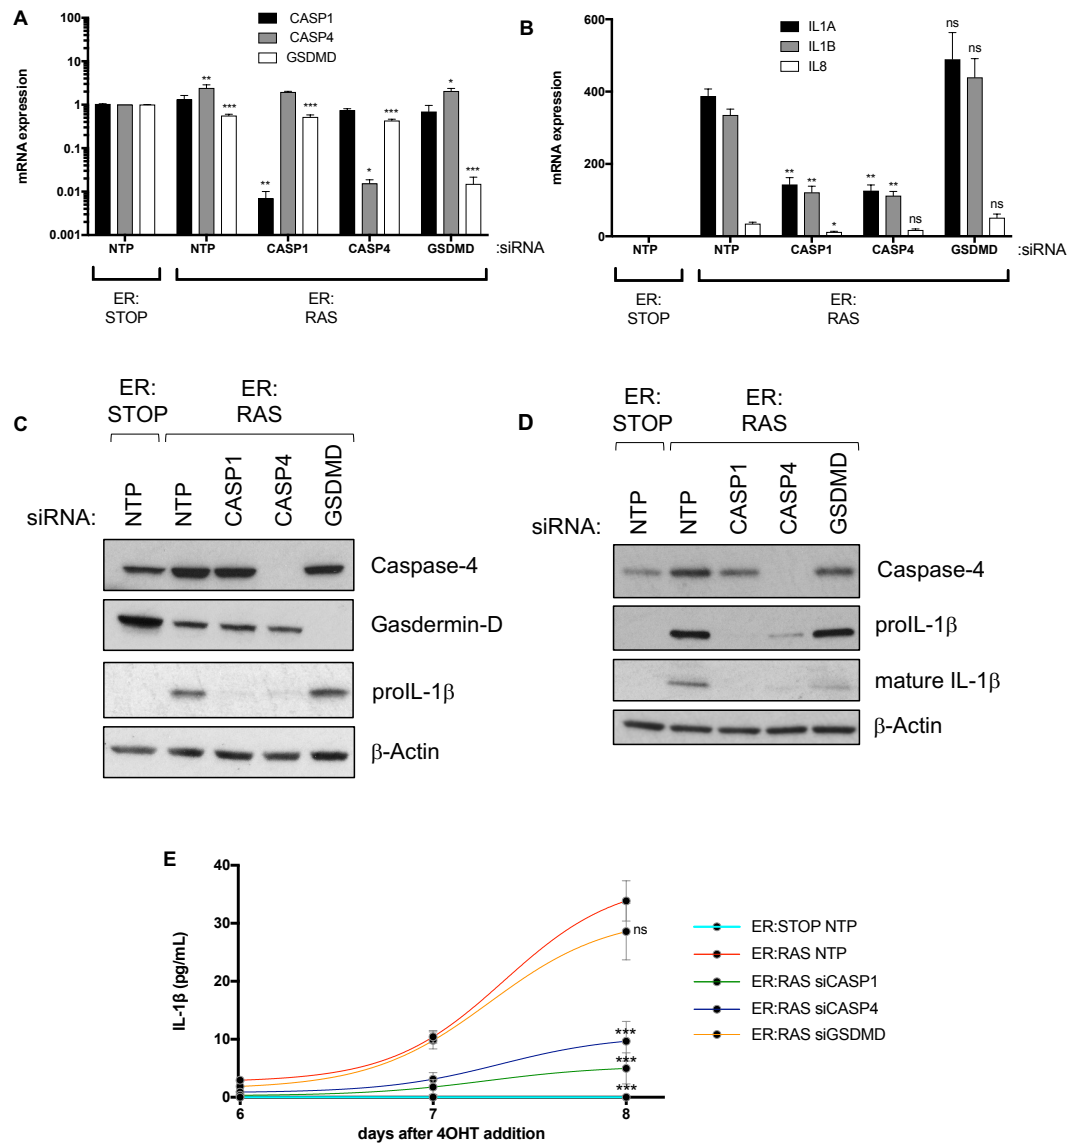 A
CASP1
CASP4
GSDMD
mRNA expression
100
10
1
0.1
0.01
0.001
** *** *** *** *** *
** * ***
NTP NTP CASP1 CASP4 GSDMD :siRNA
ER:
STOP
ER:
RAS
B
IL1A
IL1B
IL8
mRNA expression
600
400
200
0
** ** * ** ** ns ns ns ns
NTP NTP CASP1 CASP4 GSDMD :siRNA
ER:
STOP
ER:
RAS
C
ER:
STOP
ER:
RAS
siRNA: NTP NTP CASP1 CASP4 GSDMD
Caspase-4
Gasdermin-D
proIL-1β
β-Actin
D
ER:
STOP
ER:
RAS
siRNA: NTP NTP CASP1 CASP4 GSDMD
Caspase-4
proIL-1β
mature IL-1β
β-Actin
E
IL-1β (pg/mL)
40
30
20
10
0
ns
***
***
***
6 7 8
days after 4OHT addition
ER:STOP NTP
ER:RAS NTP
ER:RAS siCASP1
ER:RAS siCASP4
ER:RAS siGSDMD